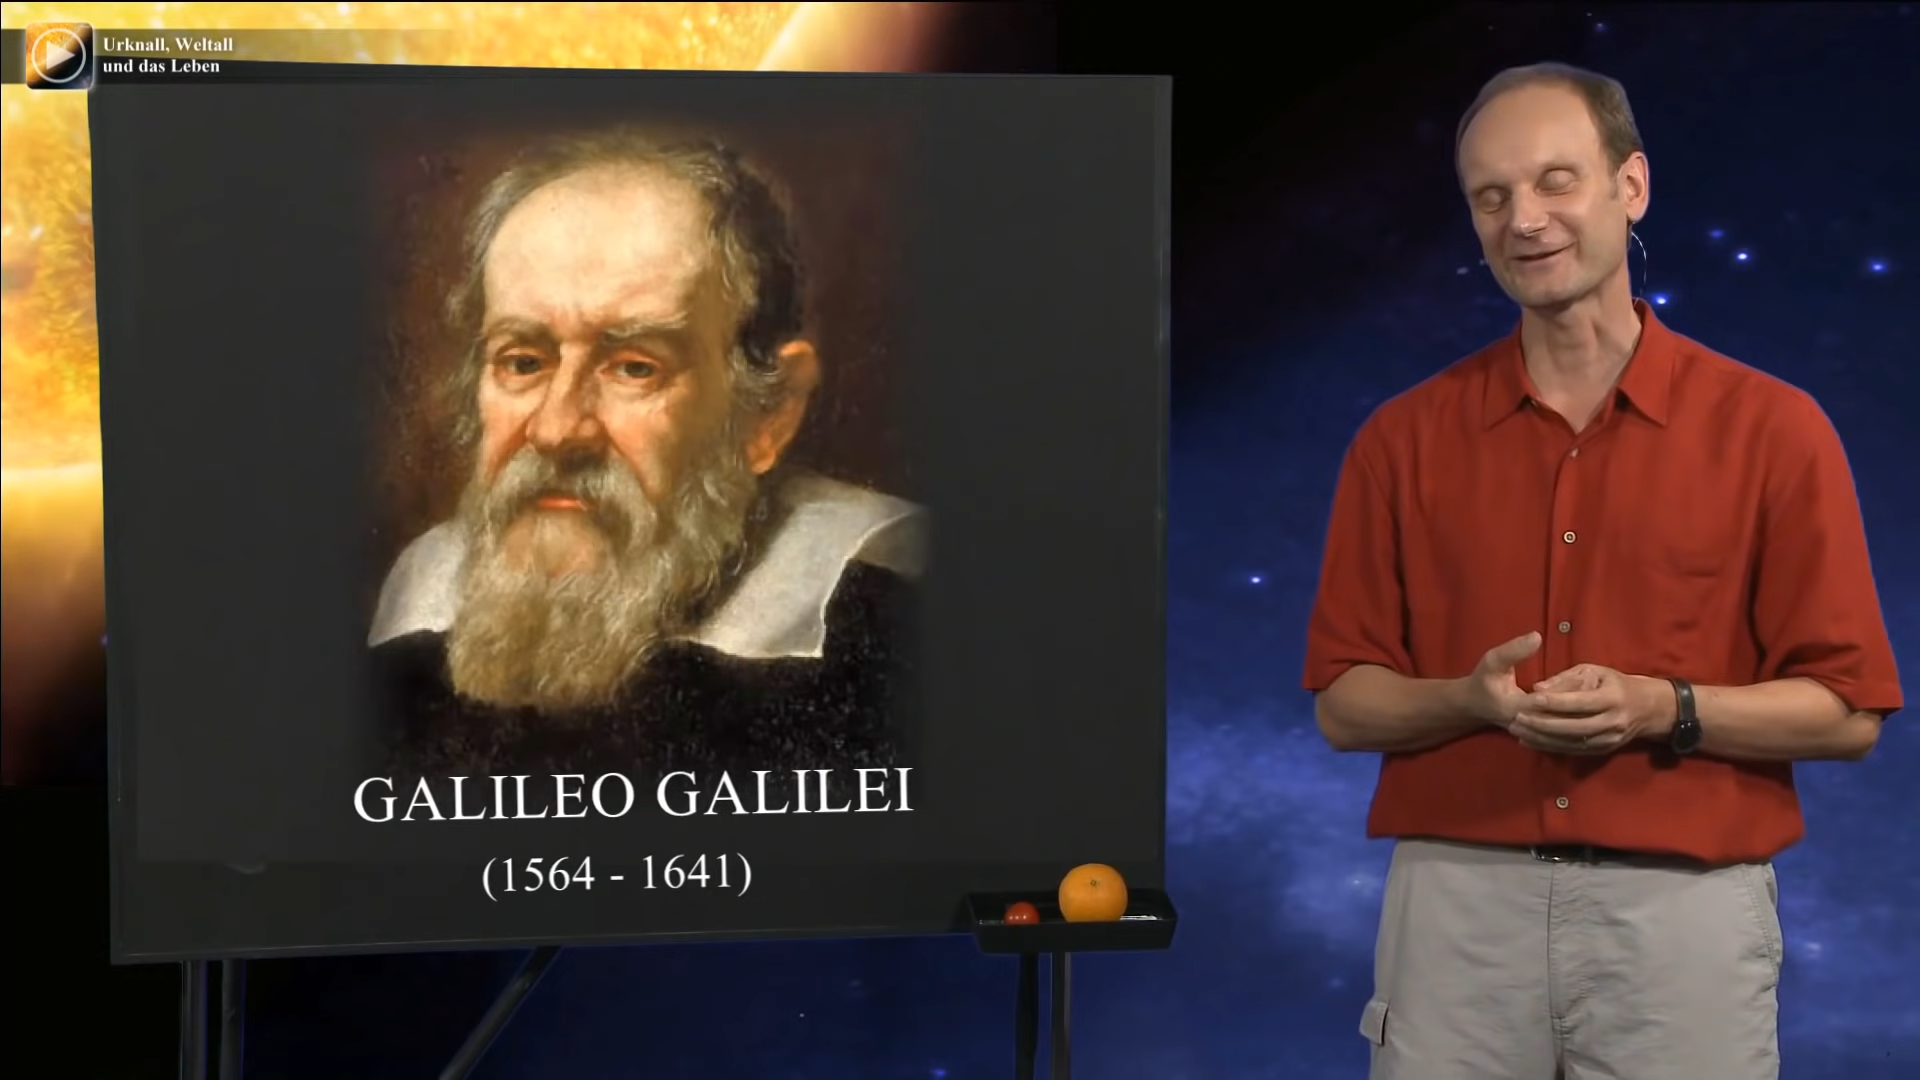 Urknall, Weltall
und das Leben
GALILEO GALILEI
(1564 - 1641)